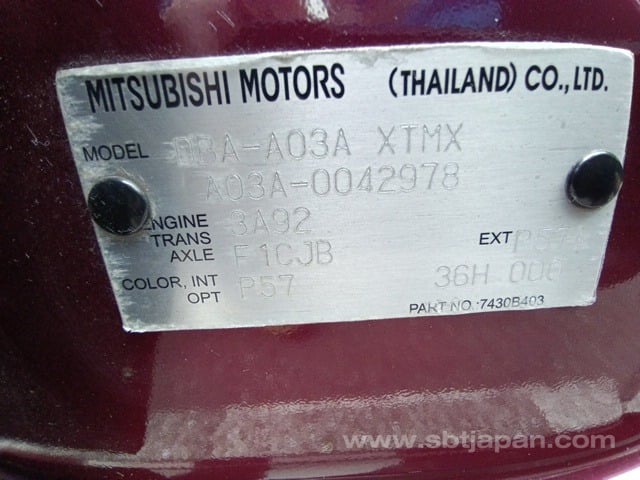 MITSUBISHI MOTORS (THAILAND) CO., LTD.
MODEL DBA-A03A XTMX
A03A-0042978
ENGINE 3A92
TRANS AXLE F1CJB EXT
COLOR, INT OPT P57 36H 000
PART NO.:7430B403
www.sbtjapan.com